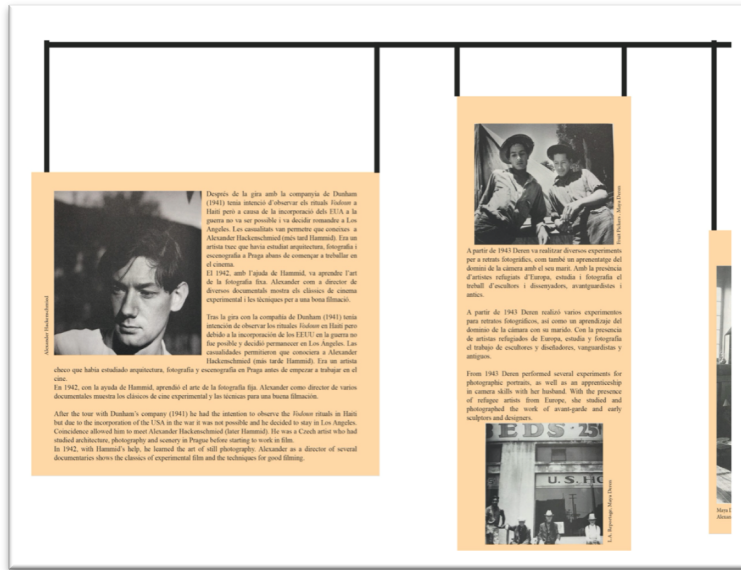 Després de la gira amb la companyia de Dunham
(1941) tenia intenció d'observar els rituals Vodoun a
Haití però a causa de la incorporació dels EUA a la
guerra no va ser possible i va decidir romandre a Los
Angeles. Les casualitats van permetre que coneixes a
Alexander Hackenschmied (més tard Hammid). Era un
artista txec que havia estudiat arquitectura, fotografia i
escenografia a Praga abans de començar a treballar en
el cinema.
El 1942, amb l'ajuda de Hammid, va aprendre l'art
de la fotografia fixa. Alexander com a director de
diversos documentals mostra els clàssics de cinema
experimental i les tècniques per a una bona filmació.
Tras la gira con la compañía de Dunham (1941) tenia
intención de observar los rituales Vodoun en Haití pero
debido a la incorporación de los EEUU en la guerra no
fue posible y decidió permanecer en Los Ángeles. Las
casualidades permitieron que conociera a Alexander
Hackenschmied (más tarde Hammid). Era un artista
checo que había estudiado arquitectura, fotografía y escenografía en Praga antes de empezar a trabajar en el
cine.
En 1942, con la ayuda de Hammid, aprendió el arte de la fotografía fija. Alexander como director de varios
documentales muestra los clásicos de cine experimental y las técnicas para una buena filmación.
After the tour with Dunham's company (1941) he had the intention to observe the Vodoun rituals in Haiti
but due to the incorporation of the USA in the war it was not possible and he decided to stay in Los Angeles.
Coincidence allowed him to meet Alexander Hackenschmied (later Hammid). He was a Czech artist who had
studied architecture, photography and scenery in Prague before starting to work in film.
In 1942, with Hammid's help, he learned the art of still photography. Alexander as a director of several
documentaries shows the classics of experimental film and the techniques for good filming.
Alexander Hackenschmied
Fruit Pickers, Maya Deren
A partir de 1943 Deren va realitzar diversos experiments
per a retrats fotogràfics, com també un aprenentatge del
domini de la càmera amb el seu marit. Amb la presència
d'artistes refugiats d'Europa, estudia i fotografia el
treball d'escultors i dissenyadors, avantguardistes i
antics.
A partir de 1943 Deren realizó varios experimentos
para retratos fotográficos, así como un aprendizaje del
dominio de la cámara con su marido. Con la presencia
de artistas refugiados de Europa, estudia y fotografía
el trabajo de escultores y diseñadores, vanguardistas y
antiguos.
From 1943 Deren performed several experiments for
photographic portraits, as well as an apprenticeship
in camera skills with her husband. With the presence
of refugee artists from Europe, she studied and
photographed the work of avant-garde and early
sculptors and designers.
EDS · 25
U. S. HO
L.A. Reportage, Maya Deren
Maya D
Alexan